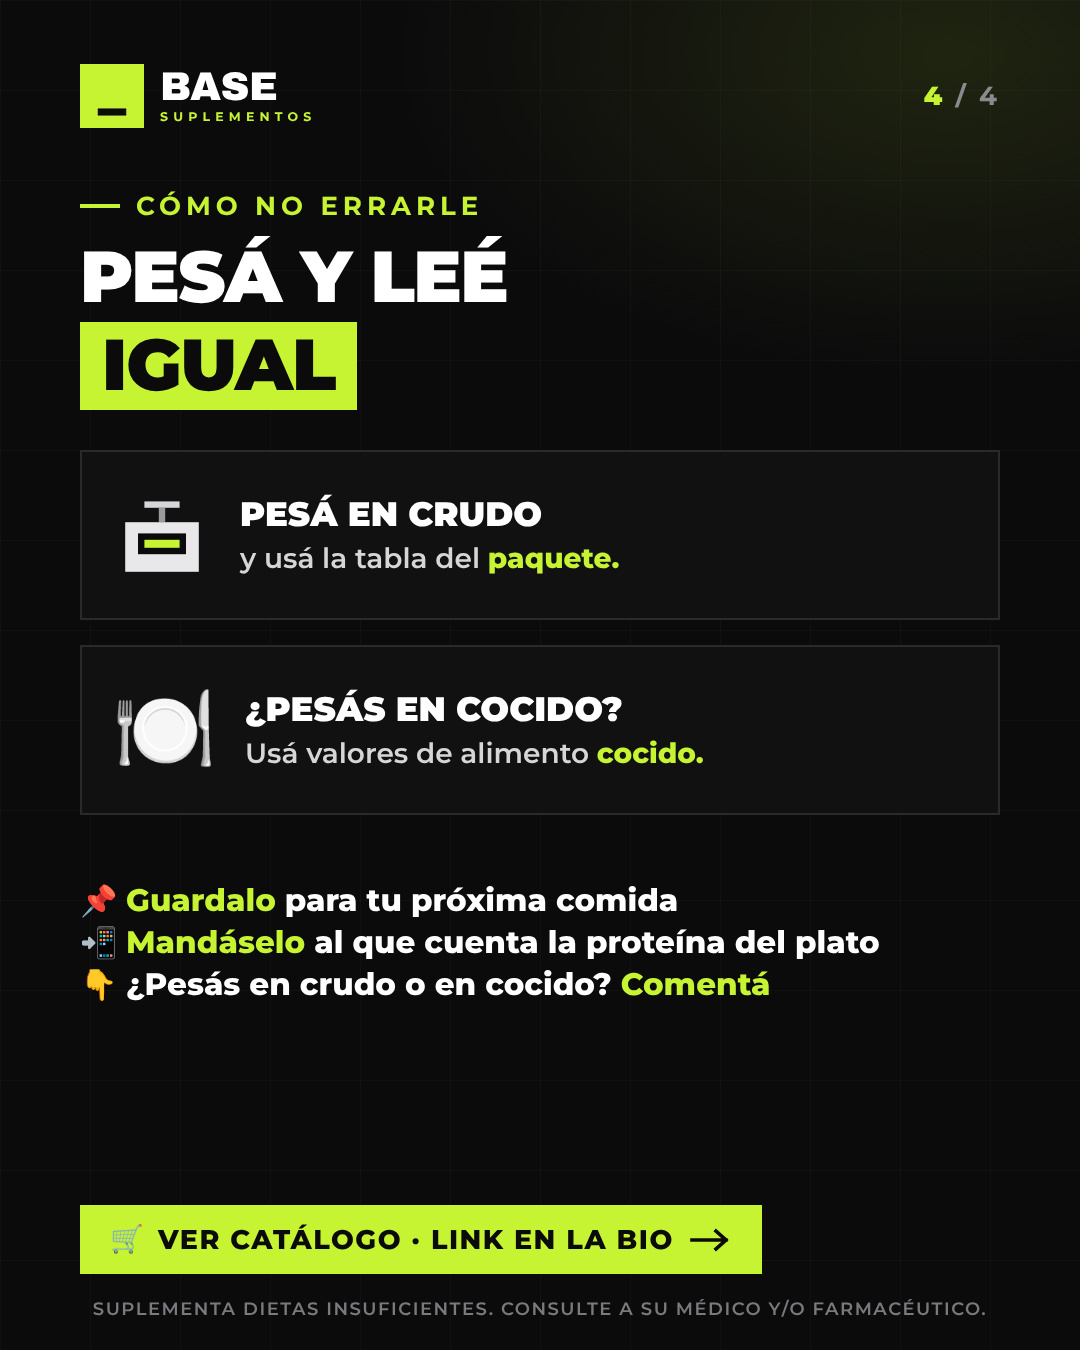 BASE
SUPLEMENTOS
4 / 4
CÓMO NO ERRARLE
PESÁ Y LEÉ
IGUAL
PESÁ EN CRUDO
y usá la tabla del paquete.
¿PESÁS EN COCIDO?
Usá valores de alimento cocido.
📌 Guardalo para tu próxima comida
📲 Mandáselo al que cuenta la proteína del plato
👇 ¿Pesás en crudo o en cocido? Comentá
🛒 VER CATÁLOGO · LINK EN LA BIO →
SUPLEMENTA DIETAS INSUFICIENTES. CONSULTE A SU MÉDICO Y/O FARMACÉUTICO.